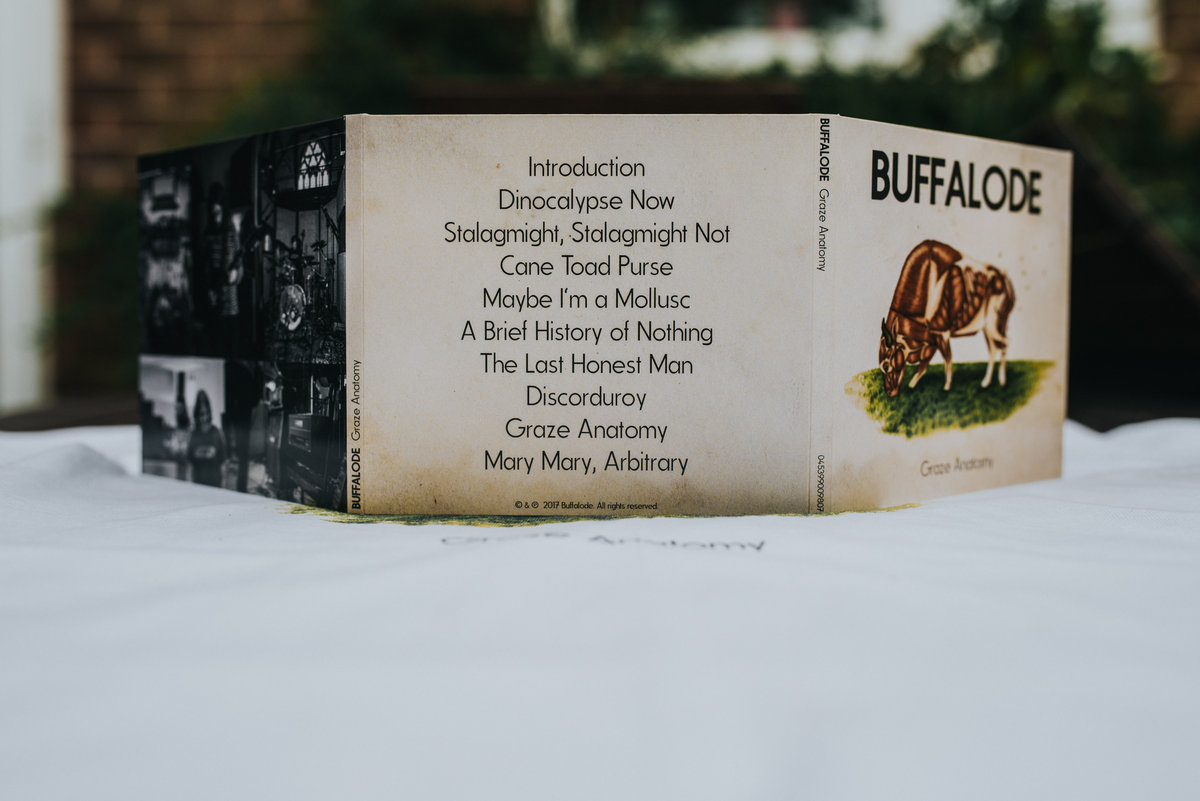 BUFFALODE Graze Anatomy
Introduction
Dinocalypse Now
Stalagmight, Stalagmight Not
Cane Toad Purse
Maybe I'm a Mollusc
A Brief History of Nothing
The Last Honest Man
Discorduroy
Graze Anatomy
Mary Mary, Arbitrary
© & ℗ 2017 Buffalode. All rights reserved.
BUFFALODE Graze Anatomy
BUFFALODE
Graze Anatomy
Graze Anatomy